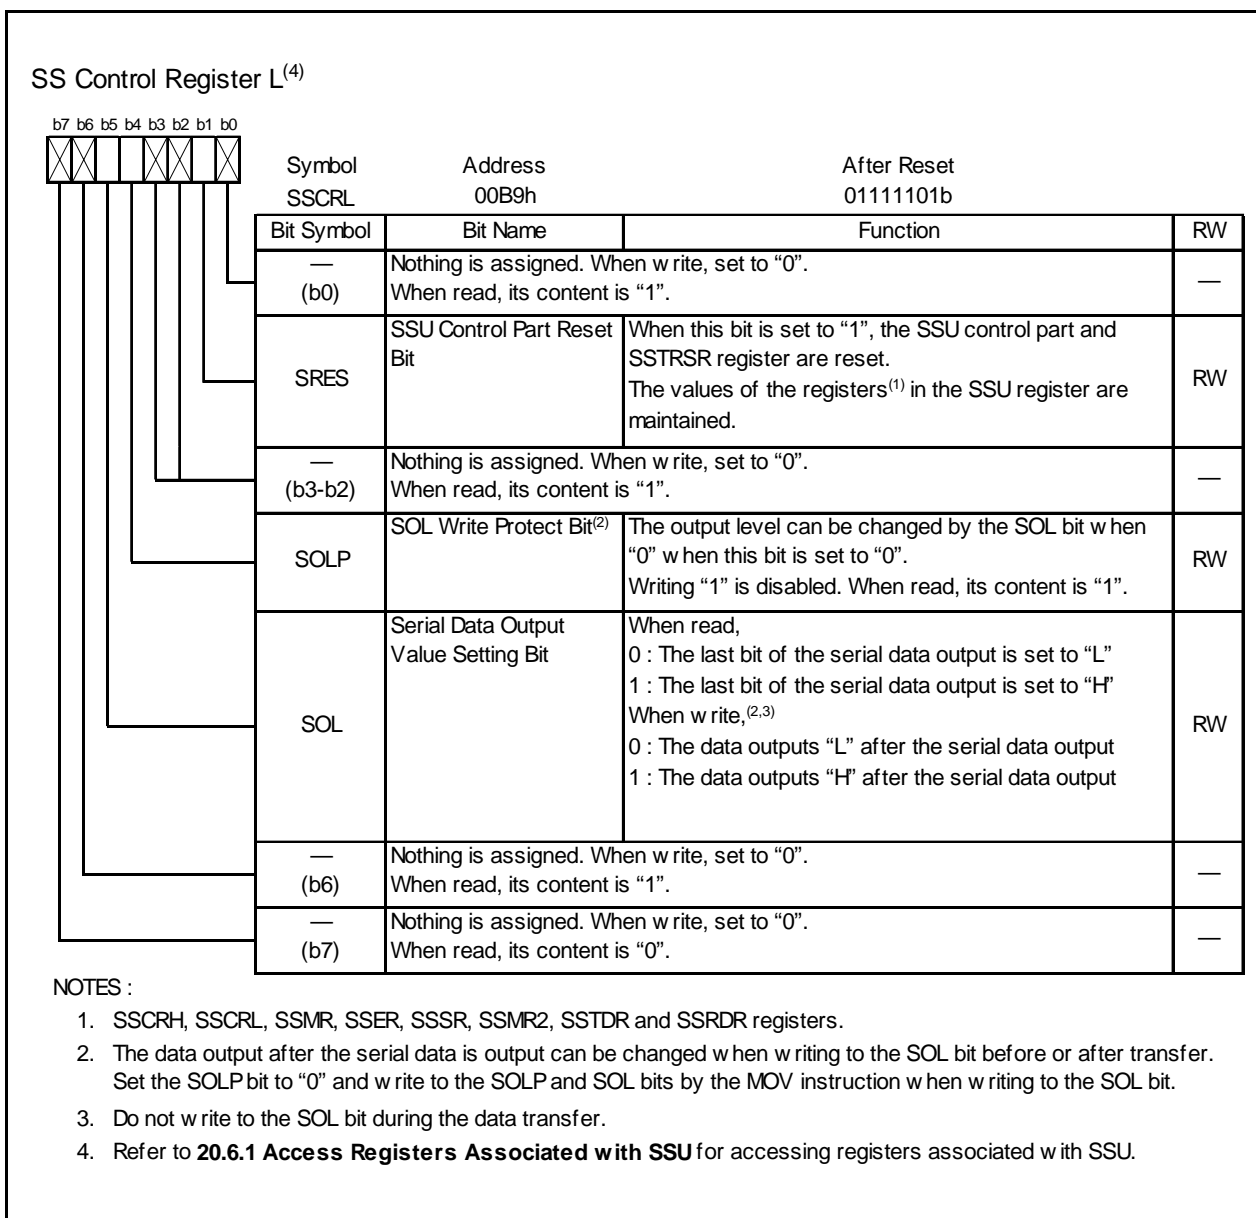 SS Control Register L(4)
b7 b6 b5 b4 b3 b2 b1 b0
Symbol Address After Reset
SSCRL 00B9h 01111101b
Bit Symbol Bit Name Function RW
—
(b0)
Nothing is assigned. When write, set to “0”.
When read, its content is “1”.
—
SRES
SSU Control Part Reset
Bit
When this bit is set to “1”, the SSU control part and
SSTRSR register are reset.
The values of the registers(1) in the SSU register are
maintained.
RW
—
(b3-b2)
Nothing is assigned. When write, set to “0”.
When read, its content is “1”.
—
SOLP
SOL Write Protect Bit(2)
The output level can be changed by the SOL bit when
“0” when this bit is set to “0”.
Writing “1” is disabled. When read, its content is “1”.
RW
SOL
Serial Data Output
Value Setting Bit
When read,
0 : The last bit of the serial data output is set to “L”
1 : The last bit of the serial data output is set to “H”
When write,(2,3)
0 : The data outputs “L” after the serial data output
1 : The data outputs “H” after the serial data output
RW
—
(b6)
Nothing is assigned. When write, set to “0”.
When read, its content is “1”.
—
—
(b7)
Nothing is assigned. When write, set to “0”.
When read, its content is “0”.
—
NOTES :
1. SSCRH, SSCRL, SSMR, SSER, SSSR, SSMR2, SSTDR and SSRDR registers.
2. The data output after the serial data is output can be changed when writing to the SOL bit before or after transfer.
Set the SOLP bit to “0” and write to the SOLP and SOL bits by the MOV instruction when writing to the SOL bit.
3. Do not write to the SOL bit during the data transfer.
4. Refer to 20.6.1 Access Registers Associated with SSU for accessing registers associated with SSU.